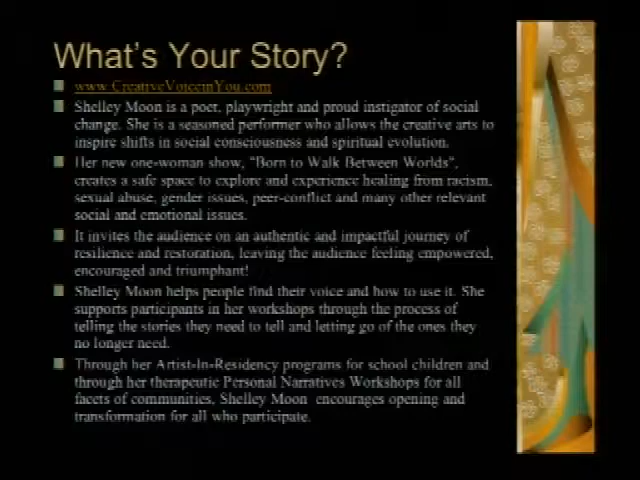 What's Your Story?
www.CreativeVoiceinYou.com
Shelley Moon is a poet, playwright and proud instigator of social
change. She is a seasoned performer who allows the creative arts to
inspire shifts in social consciousness and spiritual evolution.
Her new one-woman show, "Born to Walk Between Worlds",
creates a safe space to explore and experience healing from racism,
sexual abuse, gender issues, peer-conflict and many other relevant
social and emotional issues.
It invites the audience on an authentic and impactful journey of
resilience and restoration, leaving the audience feeling empowered,
encouraged and triumphant!
Shelley Moon helps people find their voice and how to use it. She
supports participants in her workshops through the process of
telling the stories they need to tell and letting go of the ones they
no longer need.
Through her Artist-In-Residency programs for school children and
through her therapeutic Personal Narratives Workshops for all
facets of communities, Shelley Moon encourages opening and
transformation for all who participate.